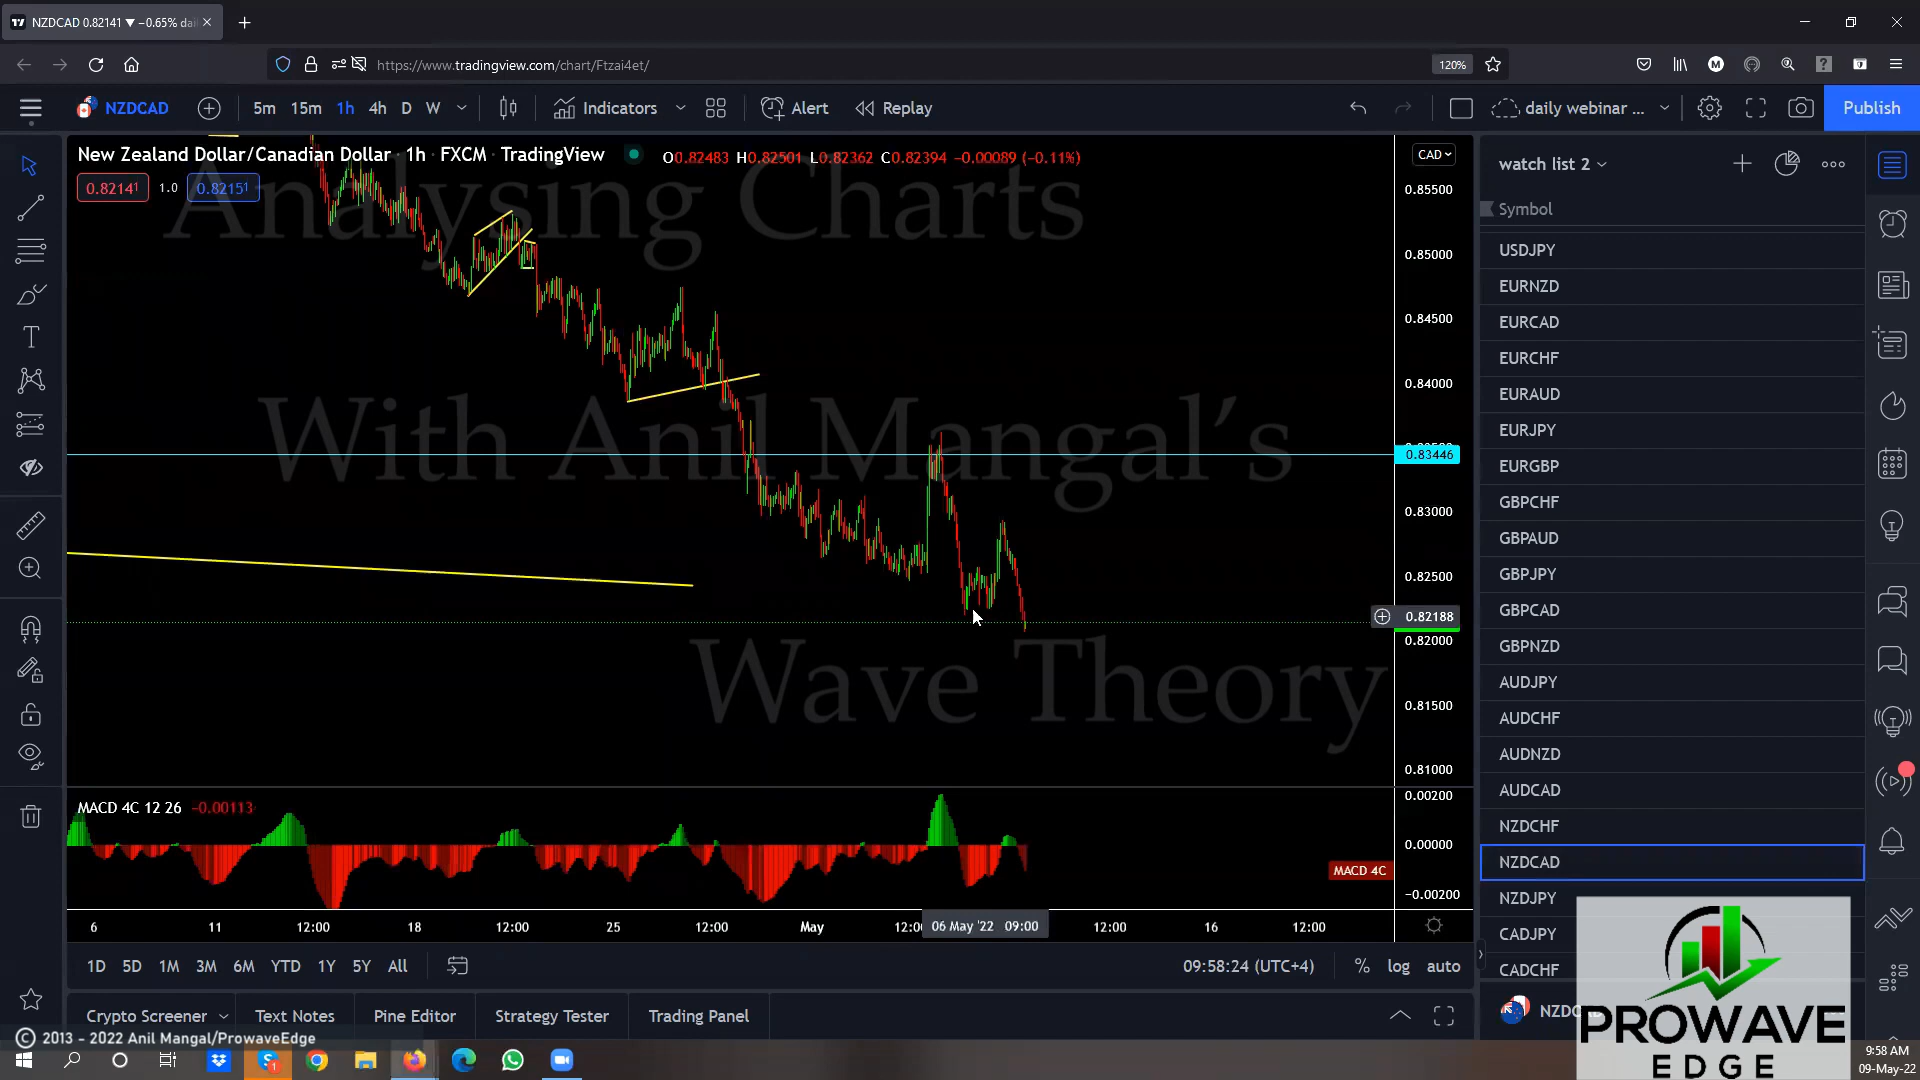 NZDCAD 0.82141 ▼ −0.65% dai
https://www.tradingview.com/chart/Ftzai4et/
120%
NZDCAD
5m 15m 1h 4h D W
Indicators
Alert
Replay
daily webinar ...
Publish
New Zealand Dollar/Canadian Dollar · 1h · FXCM · TradingView
O0.82483 H0.82501 L0.82362 C0.82394 −0.00089 (−0.11%)
0.82141 1.0 0.82151
Analysing Charts
With Anil Mangal's
Wave Theory
CAD
0.85500
0.85000
0.84500
0.84000
0.83446
0.83000
0.82500
0.82188
0.82000
0.81500
0.81000
MACD 4C 12 26 −0.00113
0.00200
0.00000
MACD 4C
−0.00200
6 11 12:00 18 12:00 25 12:00 May 12:0 06 May '22 09:00 12:00 16 12:00
1D 5D 1M 3M 6M YTD 1Y 5Y All
09:58:24 (UTC+4) % log auto
Crypto Screener Text Notes Pine Editor Strategy Tester Trading Panel
watch list 2
Symbol
USDJPY
EURNZD
EURCAD
EURCHF
EURAUD
EURJPY
EURGBP
GBPCHF
GBPAUD
GBPJPY
GBPCAD
GBPNZD
AUDJPY
AUDCHF
AUDNZD
AUDCAD
NZDCHF
NZDCAD
NZDJPY
CADJPY
CADCHF
PROWAVE
EDGE
© 2013 - 2022 Anil Mangal/ProwaveEdge
9:58 AM
09-May-22